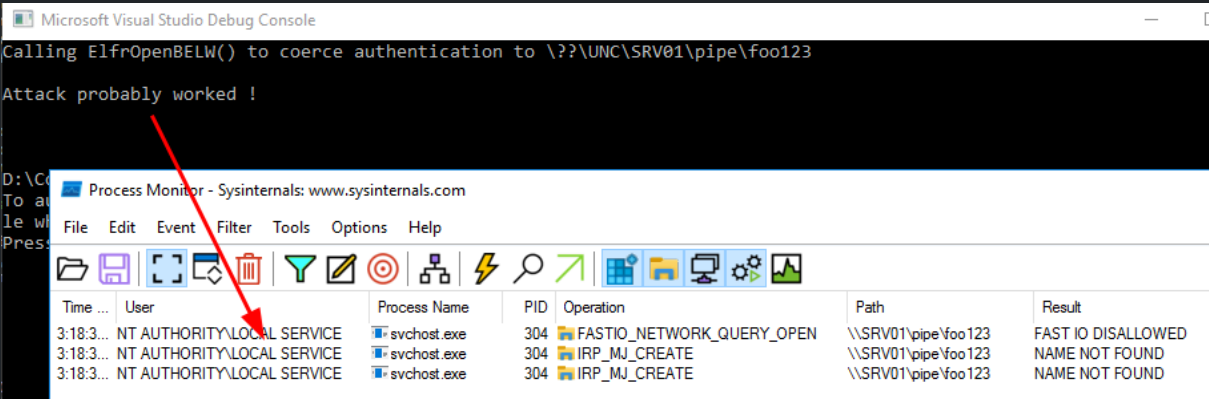 Microsoft Visual Studio Debug Console
Calling ElfrOpenBELW() to coerce authentication to \??\UNC\SRV01\pipe\foo123
Attack probably worked !
D:\Co
To au
le wh
Press
Process Monitor - Sysinternals: www.sysinternals.com
File Edit Event Filter Tools Options Help
Time ... User Process Name PID Operation Path Result
3:18:3... NT AUTHORITY\LOCAL SERVICE svchost.exe 304 FASTIO_NETWORK_QUERY_OPEN \\SRV01\pipe\foo123 FAST IO DISALLOWED
3:18:3... NT AUTHORITY\LOCAL SERVICE svchost.exe 304 IRP_MJ_CREATE \\SRV01\pipe\foo123 NAME NOT FOUND
3:18:3... NT AUTHORITY\LOCAL SERVICE svchost.exe 304 IRP_MJ_CREATE \\SRV01\pipe\foo123 NAME NOT FOUND